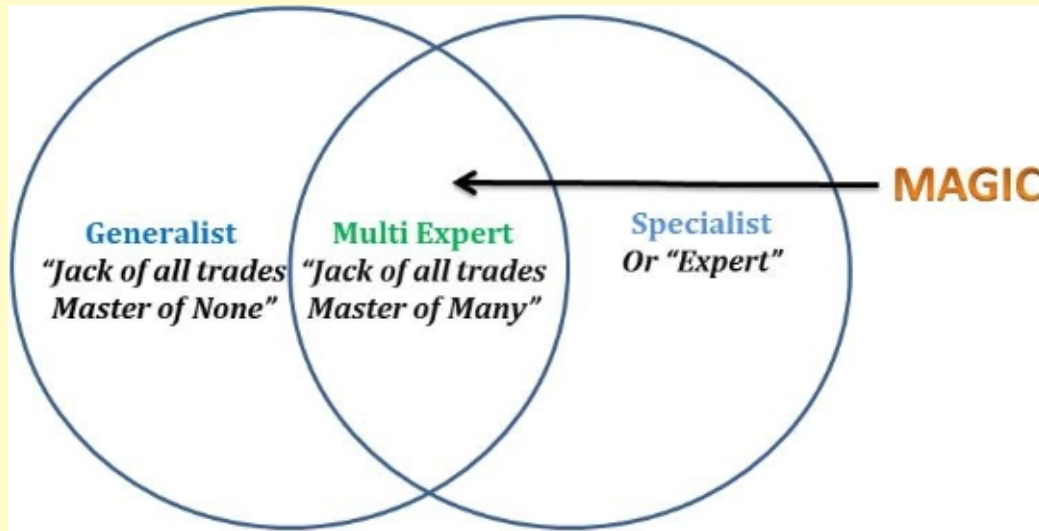 Generalist
“Jack of all trades
Master of None”
Multi Expert
“Jack of all trades
Master of Many”
Specialist
Or “Expert”
MAGIC